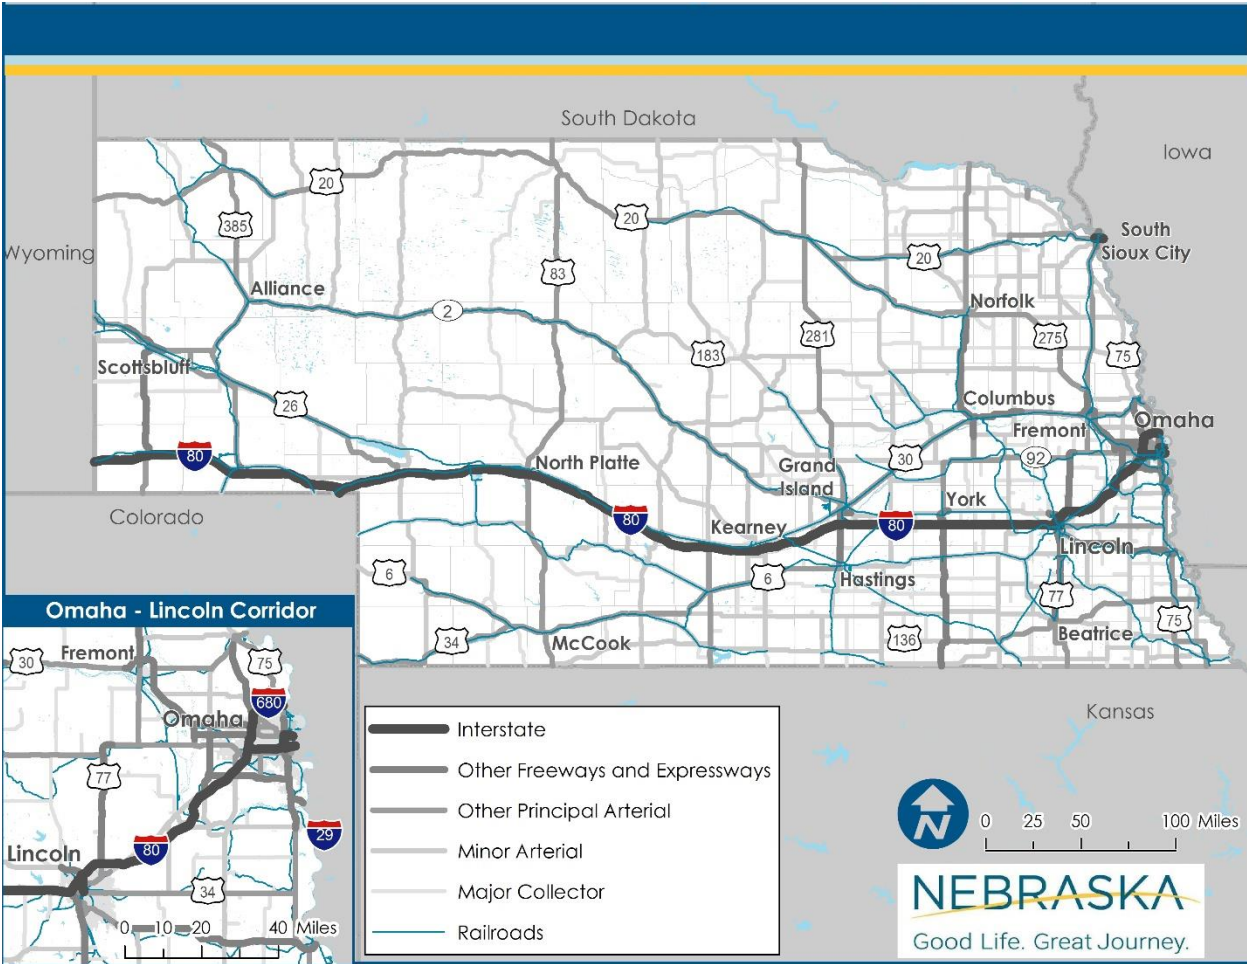 South Dakota
Iowa
Wyoming
20
385
20
South
Sioux City
20
83
Alliance
2
Norfolk
281
275
183
75
Scottsbluff
26
Columbus
Omaha
Fremont
80
North Platte
Grand
Island
30
92
Colorado
80
Kearney
80
York
Lincoln
6
6
Hastings
77
75
34
McCook
136
Beatrice
Omaha - Lincoln Corridor
30
Fremont
75
680
Omaha
77
29
80
Lincoln
34
0 10 20 40 Miles
Interstate
Other Freeways and Expressways
Other Principal Arterial
Minor Arterial
Major Collector
Railroads
Kansas
N
0 25 50 100 Miles
NEBRASKA
Good Life. Great Journey.